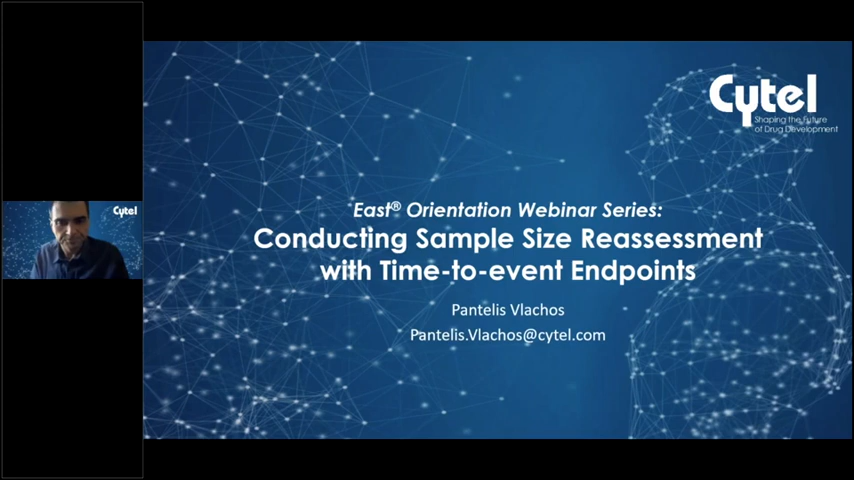 Cytel
Shaping the Future
of Drug Development
Cytel
East® Orientation Webinar Series:
Conducting Sample Size Reassessment
with Time-to-event Endpoints
Pantelis Vlachos
Pantelis.Vlachos@cytel.com